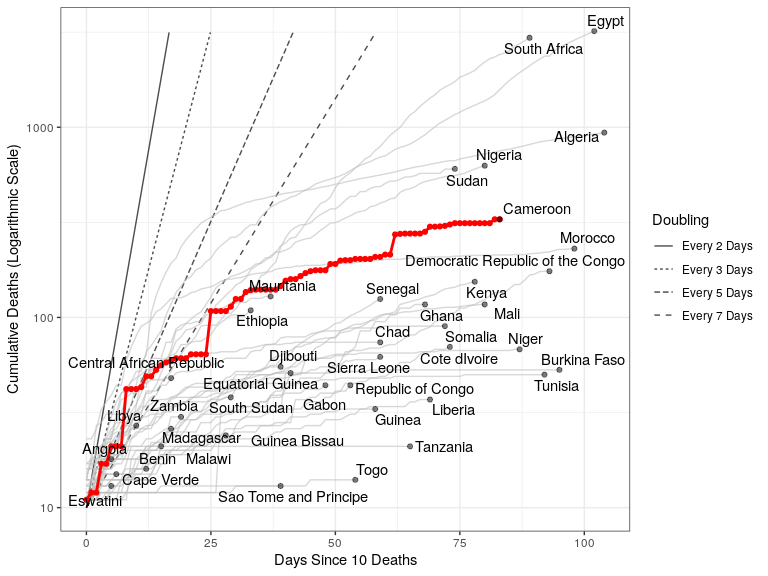 Egypt
South Africa
Algeria
Nigeria
Sudan
Cameroon
Morocco
Democratic Republic of the Congo
Mauritania
Senegal
Kenya
Ghana
Mali
Ethiopia
Chad
Somalia
Niger
Djibouti
Central African Republic
Sierra Leone
Cote dIvoire
Burkina Faso
Equatorial Guinea
Republic of Congo
Tunisia
Libya
Zambia
South Sudan
Gabon
Liberia
Guinea
Madagascar
Guinea Bissau
Tanzania
Angola
Benin
Malawi
Cape Verde
Togo
Eswatini
Sao Tome and Principe
1000
100
10
0
25
50
75
100
Days Since 10 Deaths
Cumulative Deaths (Logarithmic Scale)
Doubling
Every 2 Days
Every 3 Days
Every 5 Days
Every 7 Days